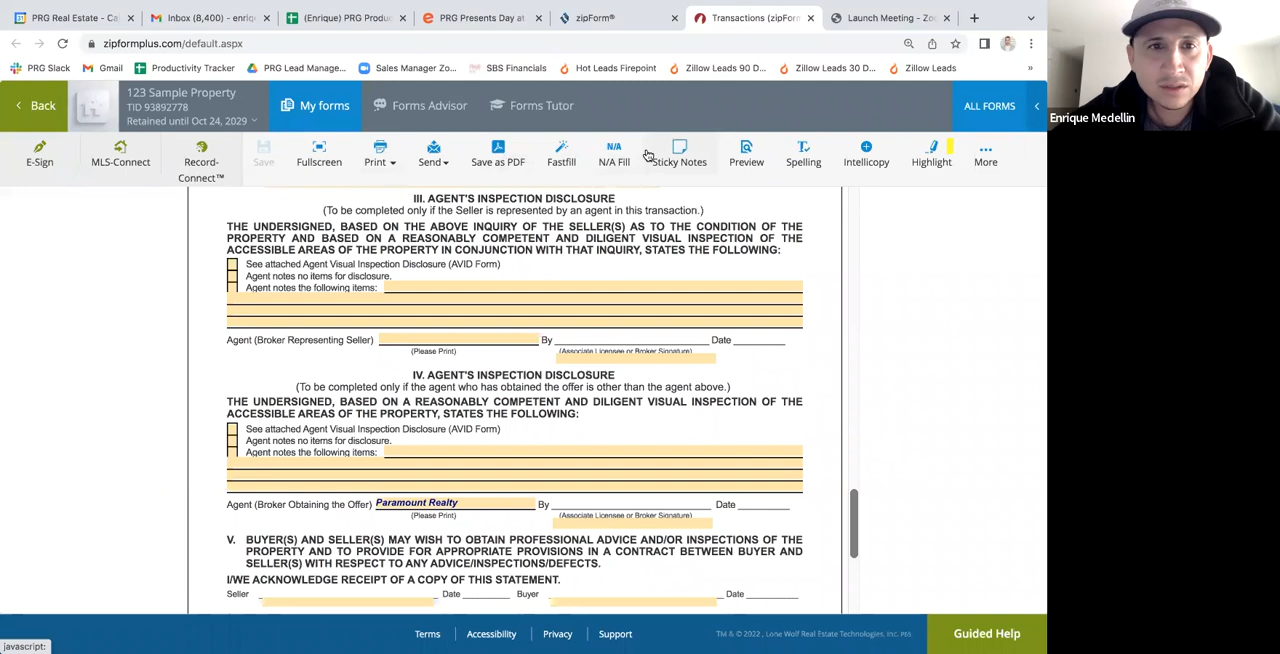 PRG Real Estate - Ca
Inbox (8,400) - enriq
(Enrique) PRG Produc
PRG Presents Day at
zipForm®
Transactions (zipForm
Launch Meeting - Zoo
zipformplus.com/default.aspx
PRG Slack
Gmail
Productivity Tracker
PRG Lead Manage...
Sales Manager Zo...
SBS Financials
Hot Leads Firepoint
Zillow Leads 90 D...
Zillow Leads 30 D...
Zillow Leads
Back
123 Sample Property
TID 93892778
Retained until Oct 24, 2029
My forms
Forms Advisor
Forms Tutor
ALL FORMS
Enrique Medellin
E-Sign
MLS-Connect
Record-
Connect™
Save
Fullscreen
Print
Send
Save as PDF
Fastfill
N/A
N/A Fill
Sticky Notes
Preview
Spelling
Intellicopy
Highlight
More
III. AGENT'S INSPECTION DISCLOSURE
(To be completed only if the Seller is represented by an agent in this transaction.)
THE UNDERSIGNED, BASED ON THE ABOVE INQUIRY OF THE SELLER(S) AS TO THE CONDITION OF THE
PROPERTY AND BASED ON A REASONABLY COMPETENT AND DILIGENT VISUAL INSPECTION OF THE
ACCESSIBLE AREAS OF THE PROPERTY IN CONJUNCTION WITH THAT INQUIRY, STATES THE FOLLOWING:
See attached Agent Visual Inspection Disclosure (AVID Form)
Agent notes no items for disclosure.
Agent notes the following items:
Agent (Broker Representing Seller) By Date
(Please Print) (Associate Licensee or Broker Signature)
IV. AGENT'S INSPECTION DISCLOSURE
(To be completed only if the agent who has obtained the offer is other than the agent above.)
THE UNDERSIGNED, BASED ON A REASONABLY COMPETENT AND DILIGENT VISUAL INSPECTION OF THE
ACCESSIBLE AREAS OF THE PROPERTY, STATES THE FOLLOWING:
See attached Agent Visual Inspection Disclosure (AVID Form)
Agent notes no items for disclosure.
Agent notes the following items:
Agent (Broker Obtaining the Offer) Paramount Realty By Date
(Please Print) (Associate Licensee or Broker Signature)
V. BUYER(S) AND SELLER(S) MAY WISH TO OBTAIN PROFESSIONAL ADVICE AND/OR INSPECTIONS OF THE
PROPERTY AND TO PROVIDE FOR APPROPRIATE PROVISIONS IN A CONTRACT BETWEEN BUYER AND
SELLER(S) WITH RESPECT TO ANY ADVICE/INSPECTIONS/DEFECTS.
I/WE ACKNOWLEDGE RECEIPT OF A COPY OF THIS STATEMENT.
Seller Date Buyer Date
Terms
Accessibility
Privacy
Support
TM & © 2022, Lone Wolf Real Estate Technologies, Inc. PE5
Guided Help
javascript: